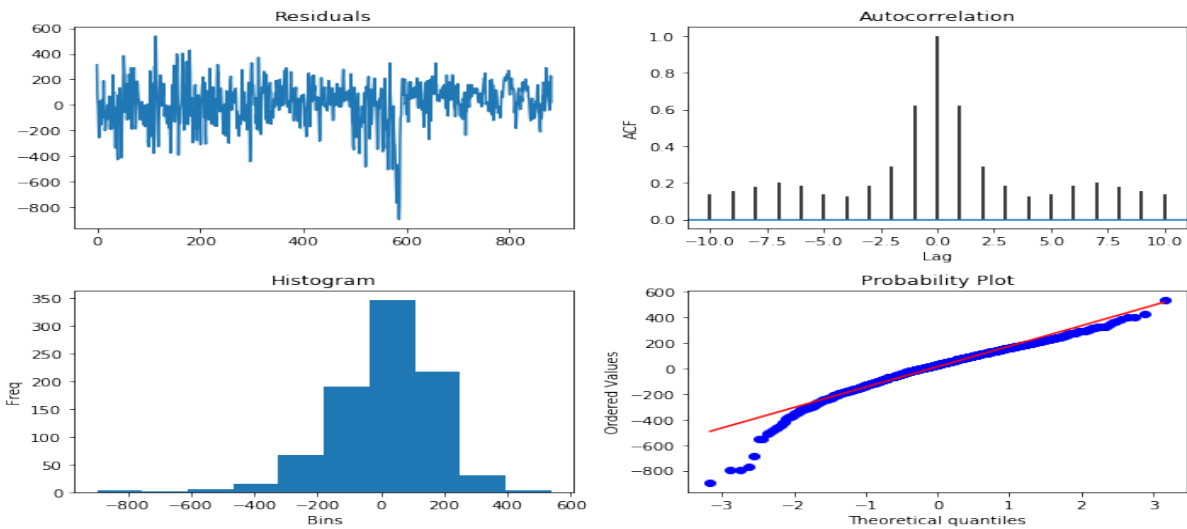 Residuals
600
400
200
0
−200
−400
−600
−800
0 200 400 600 800
Autocorrelation
ACF
1.0
0.8
0.6
0.4
0.2
0.0
−10.0 −7.5 −5.0 −2.5 0.0 2.5 5.0 7.5 10.0
Lag
Histogram
Freq
350
300
250
200
150
100
50
0
−800 −600 −400 −200 0 200 400 600
Bins
Probability Plot
Ordered Values
600
400
200
0
−200
−400
−600
−800
−3 −2 −1 0 1 2 3
Theoretical quantiles